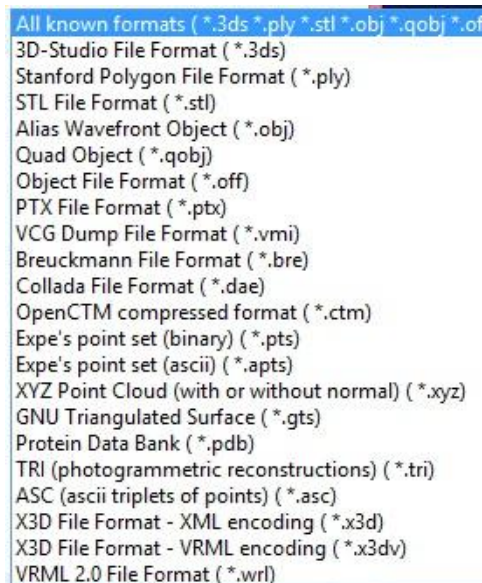 All known formats ( *.3ds *.ply *.stl *.obj *.qobj *.of
3D-Studio File Format ( *.3ds)
Stanford Polygon File Format ( *.ply)
STL File Format ( *.stl)
Alias Wavefront Object ( *.obj)
Quad Object ( *.qobj)
Object File Format ( *.off)
PTX File Format ( *.ptx)
VCG Dump File Format ( *.vmi)
Breuckmann File Format ( *.bre)
Collada File Format ( *.dae)
OpenCTM compressed format ( *.ctm)
Expe's point set (binary) ( *.pts)
Expe's point set (ascii) ( *.apts)
XYZ Point Cloud (with or without normal) ( *.xyz)
GNU Triangulated Surface ( *.gts)
Protein Data Bank ( *.pdb)
TRI (photogrammetric reconstructions) ( *.tri)
ASC (ascii triplets of points) ( *.asc)
X3D File Format - XML encoding ( *.x3d)
X3D File Format - VRML encoding ( *.x3dv)
VRML 2.0 File Format ( *.wrl)